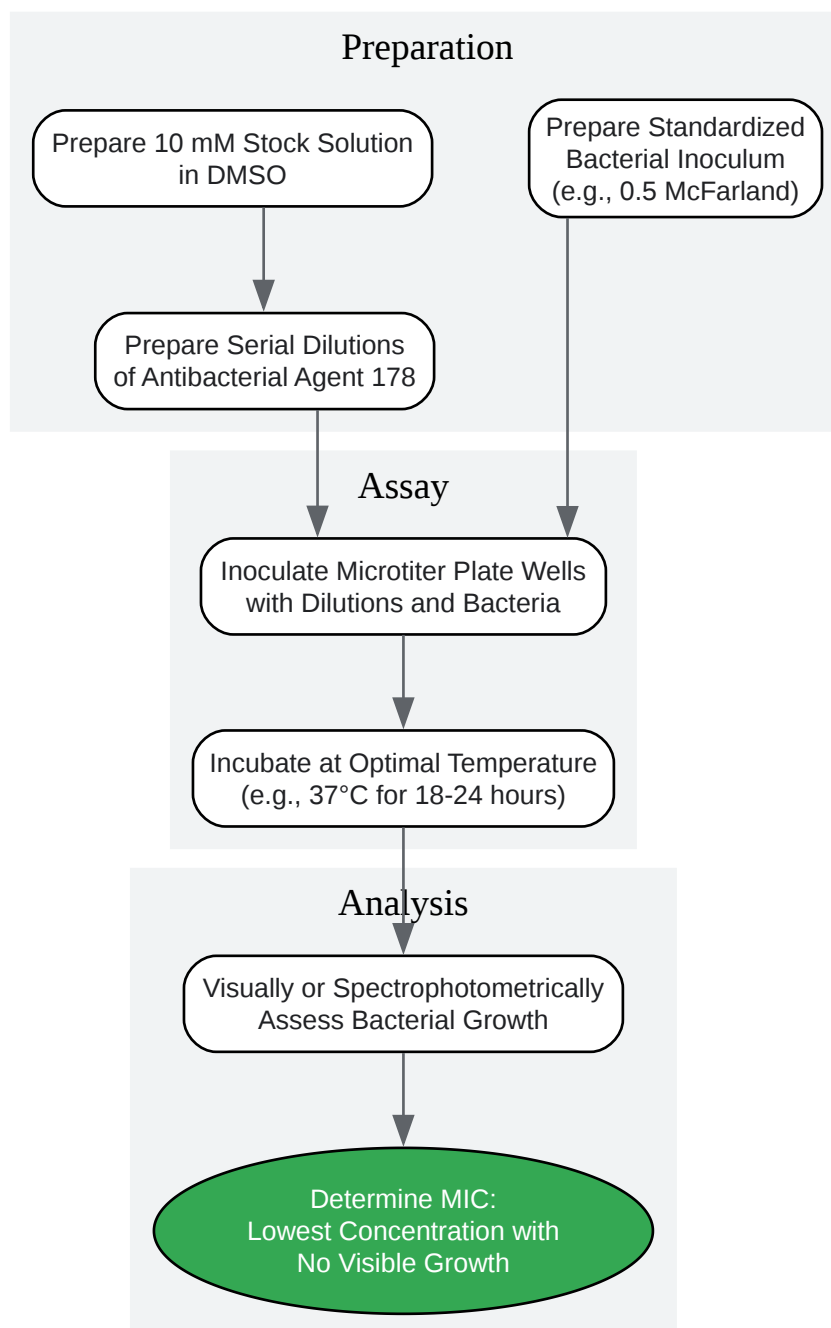 Preparation
Prepare 10 mM Stock Solution
in DMSO
Prepare Standardized
Bacterial Inoculum
(e.g., 0.5 McFarland)
Prepare Serial Dilutions
of Antibacterial Agent 178
Assay
Inoculate Microtiter Plate Wells
with Dilutions and Bacteria
Incubate at Optimal Temperature
(e.g., 37°C for 18-24 hours)
Analysis
Visually or Spectrophotometrically
Assess Bacterial Growth
Determine MIC:
Lowest Concentration with
No Visible Growth